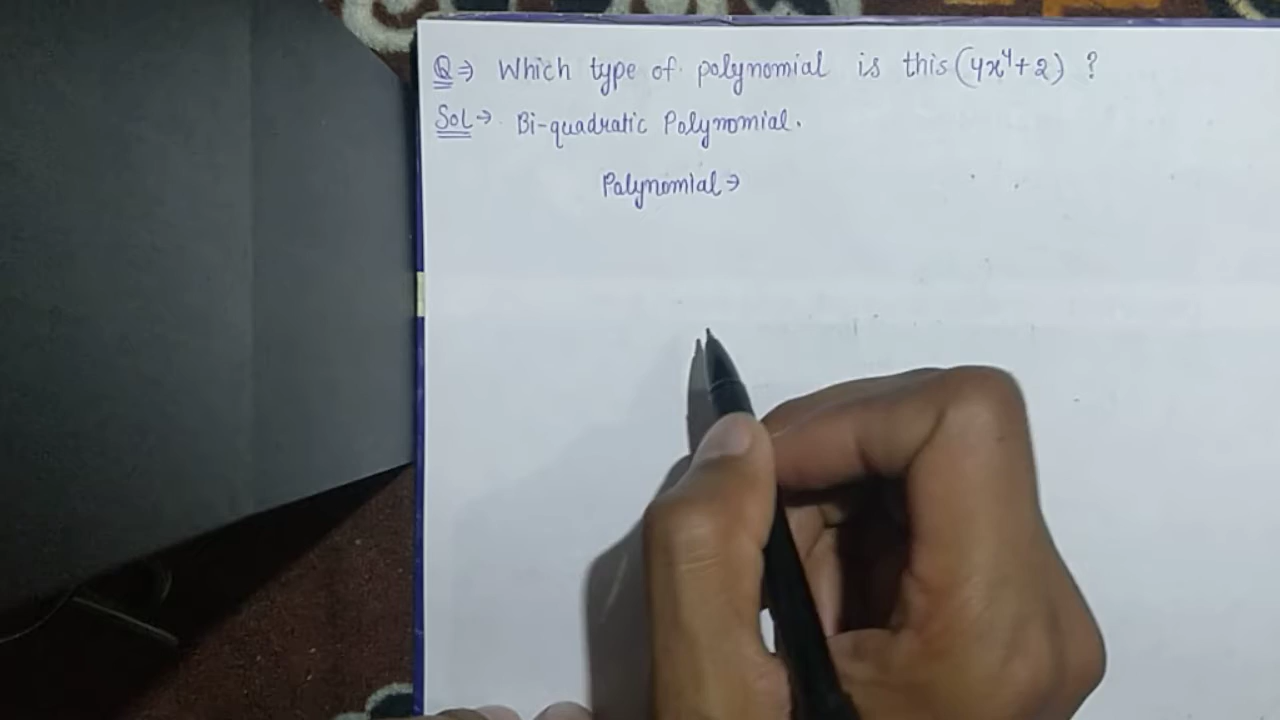 Q⇒ Which type of polynomial is this (4x⁴+2) ?
Sol→ Bi-quadratic Polynomial.
Polynomial→